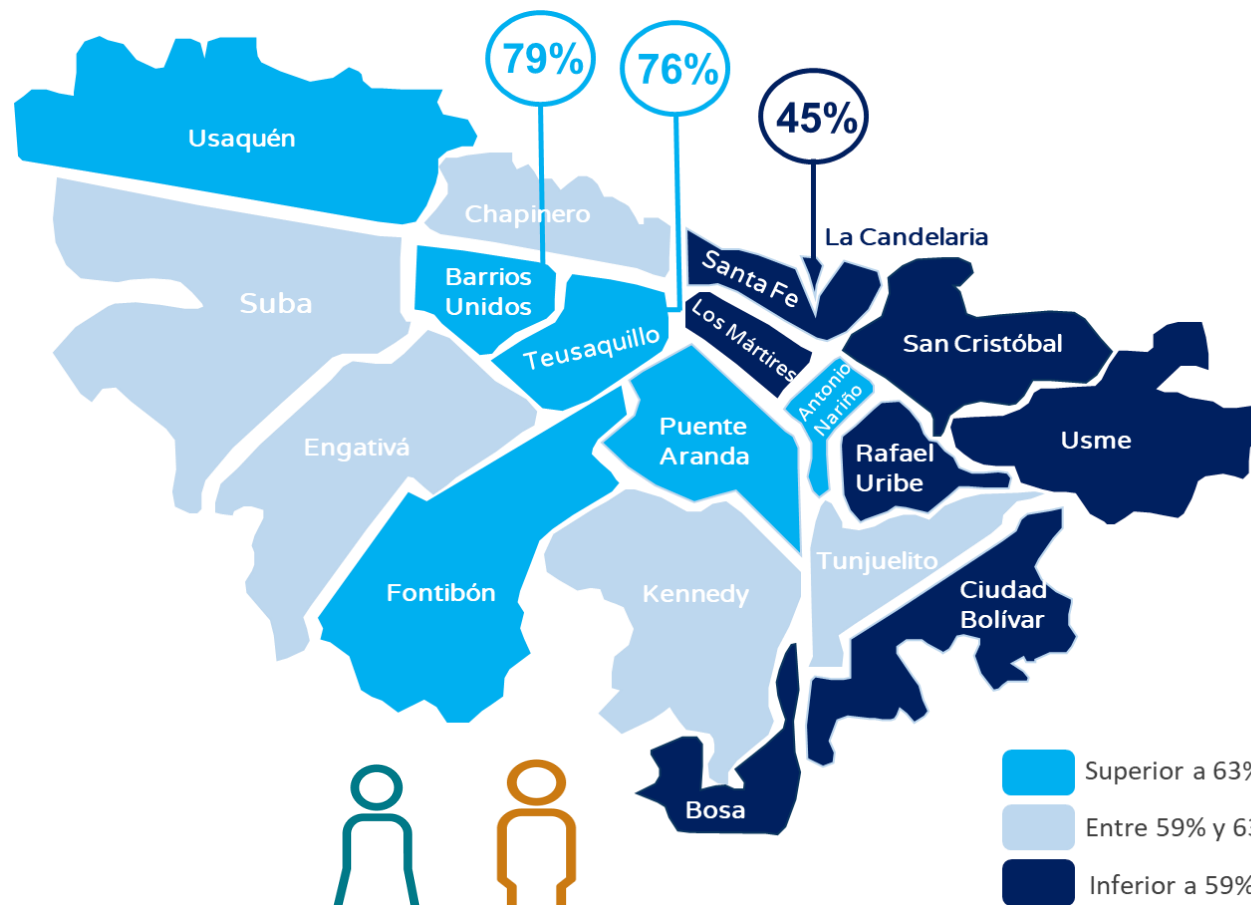 79%
76%
45%
Usaquén
Chapinero
La Candelaria
Santa Fe
Barrios
Unidos
Suba
Los Mártires
Teusaquillo
San Cristóbal
Antonio
Nariño
Puente
Aranda
Engativá
Rafael
Uribe
Usme
Tunjuelito
Fontibón
Kennedy
Ciudad
Bolívar
Bosa
Superior a 63%
Entre 59% y 63
Inferior a 59%